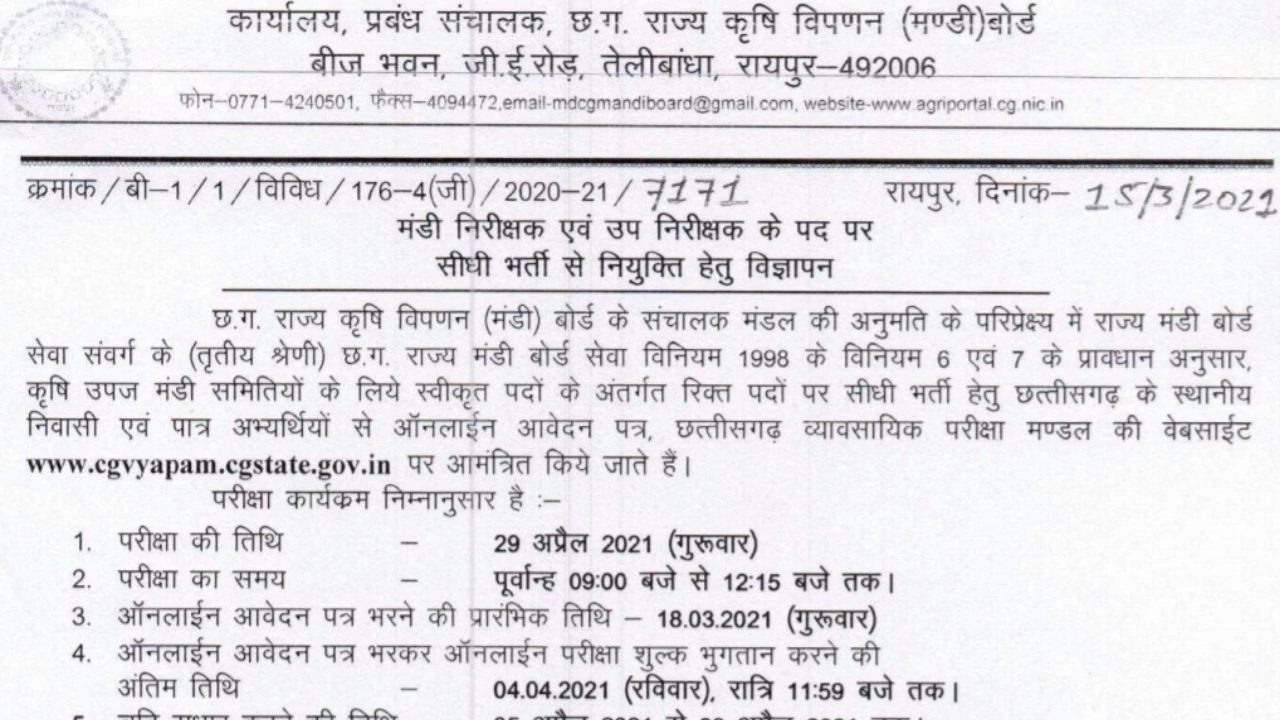 कार्यालय, प्रबंध संचालक, छ.ग. राज्य कृषि विपणन (मण्डी)बोर्ड
बीज भवन, जी.ई.रोड़, तेलीबांधा, रायपुर–492006
फोन–0771–4240501, फैक्स–4094472,email-mdcgmandiboard@gmail.com, website-www.agriportal.cg.nic.in
क्रमांक/बी–1/1/विविध/176–4(जी)/2020–21/7171 रायपुर, दिनांक– 15/3/2021
मंडी निरीक्षक एवं उप निरीक्षक के पद पर
सीधी भर्ती से नियुक्ति हेतु विज्ञापन
छ.ग. राज्य कृषि विपणन (मंडी) बोर्ड के संचालक मंडल की अनुमति के परिप्रेक्ष्य में राज्य मंडी बोर्ड
सेवा संवर्ग के (तृतीय श्रेणी) छ.ग. राज्य मंडी बोर्ड सेवा विनियम 1998 के विनियम 6 एवं 7 के प्रावधान अनुसार,
कृषि उपज मंडी समितियों के लिये स्वीकृत पदों के अंतर्गत रिक्त पदों पर सीधी भर्ती हेतु छत्तीसगढ़ के स्थानीय
निवासी एवं पात्र अभ्यर्थियों से ऑनलाईन आवेदन पत्र, छत्तीसगढ़ व्यावसायिक परीक्षा मण्डल की वेबसाईट
www.cgvyapam.cgstate.gov.in पर आमंत्रित किये जाते हैं।
परीक्षा कार्यक्रम निम्नानुसार है :–
1. परीक्षा की तिथि – 29 अप्रैल 2021 (गुरूवार)
2. परीक्षा का समय – पूर्वान्ह 09:00 बजे से 12:15 बजे तक।
3. ऑनलाईन आवेदन पत्र भरने की प्रारंभिक तिथि – 18.03.2021 (गुरूवार)
4. ऑनलाईन आवेदन पत्र भरकर ऑनलाईन परीक्षा शुल्क भुगतान करने की
अंतिम तिथि – 04.04.2021 (रविवार), रात्रि 11:59 बजे तक।